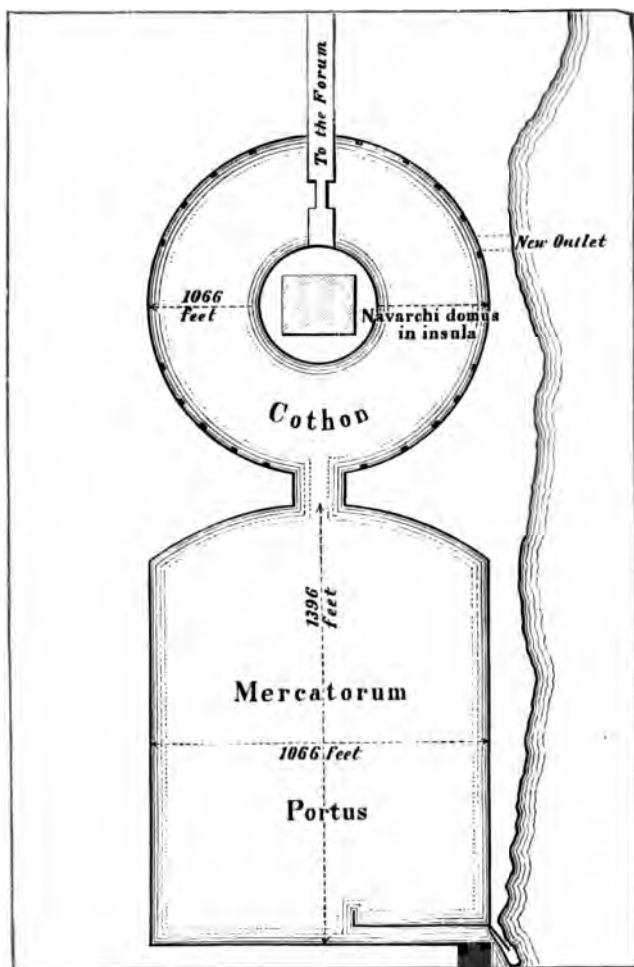 To the Forum
New Outlet
1066
feet
Navarchi domus
in insula
Cothon
1396
feet
Mercatorum
1066 feet
Portus